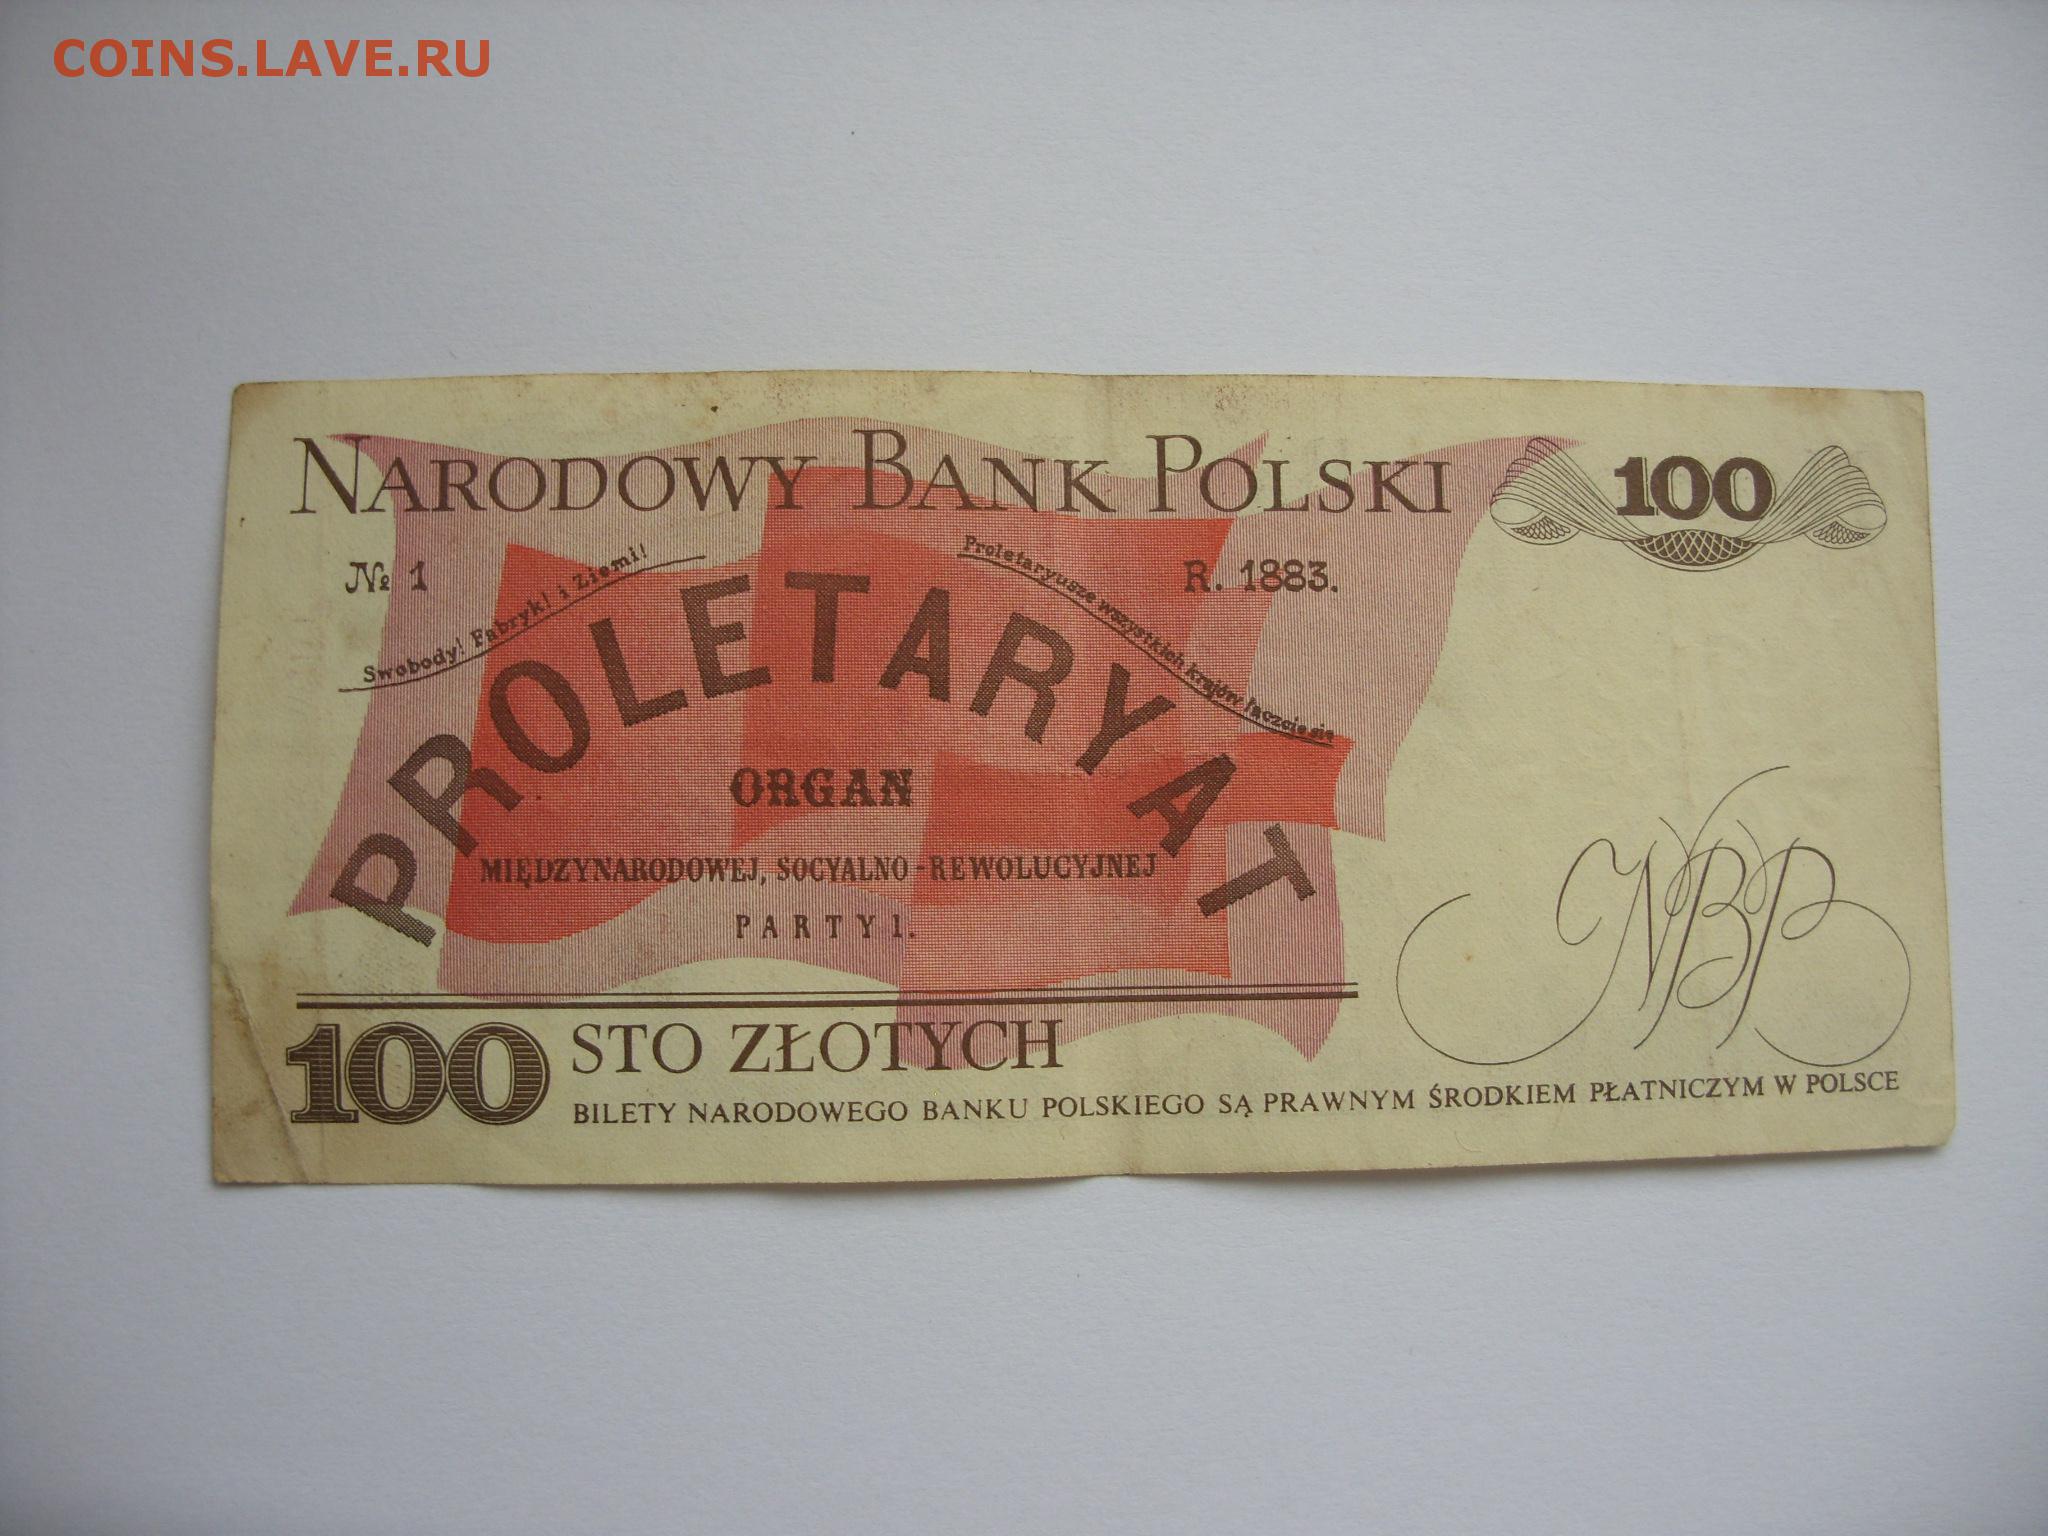 COINS.LAVE.RU
NARODOWY BANK POLSKI
100
№ 1
R. 1883.
Swobody! Fabryk! i Ziemi!
Proletaryusze wszystkich krajów łączcie się
PROLETARYAT
ORGAN
MIĘDZYNARODOWEJ, SOCYALNO-REWOLUCYJNEJ
PARTYI.
NBP
100 STO ZŁOTYCH
BILETY NARODOWEGO BANKU POLSKIEGO SĄ PRAWNYM ŚRODKIEM PŁATNICZYM W POLSCE